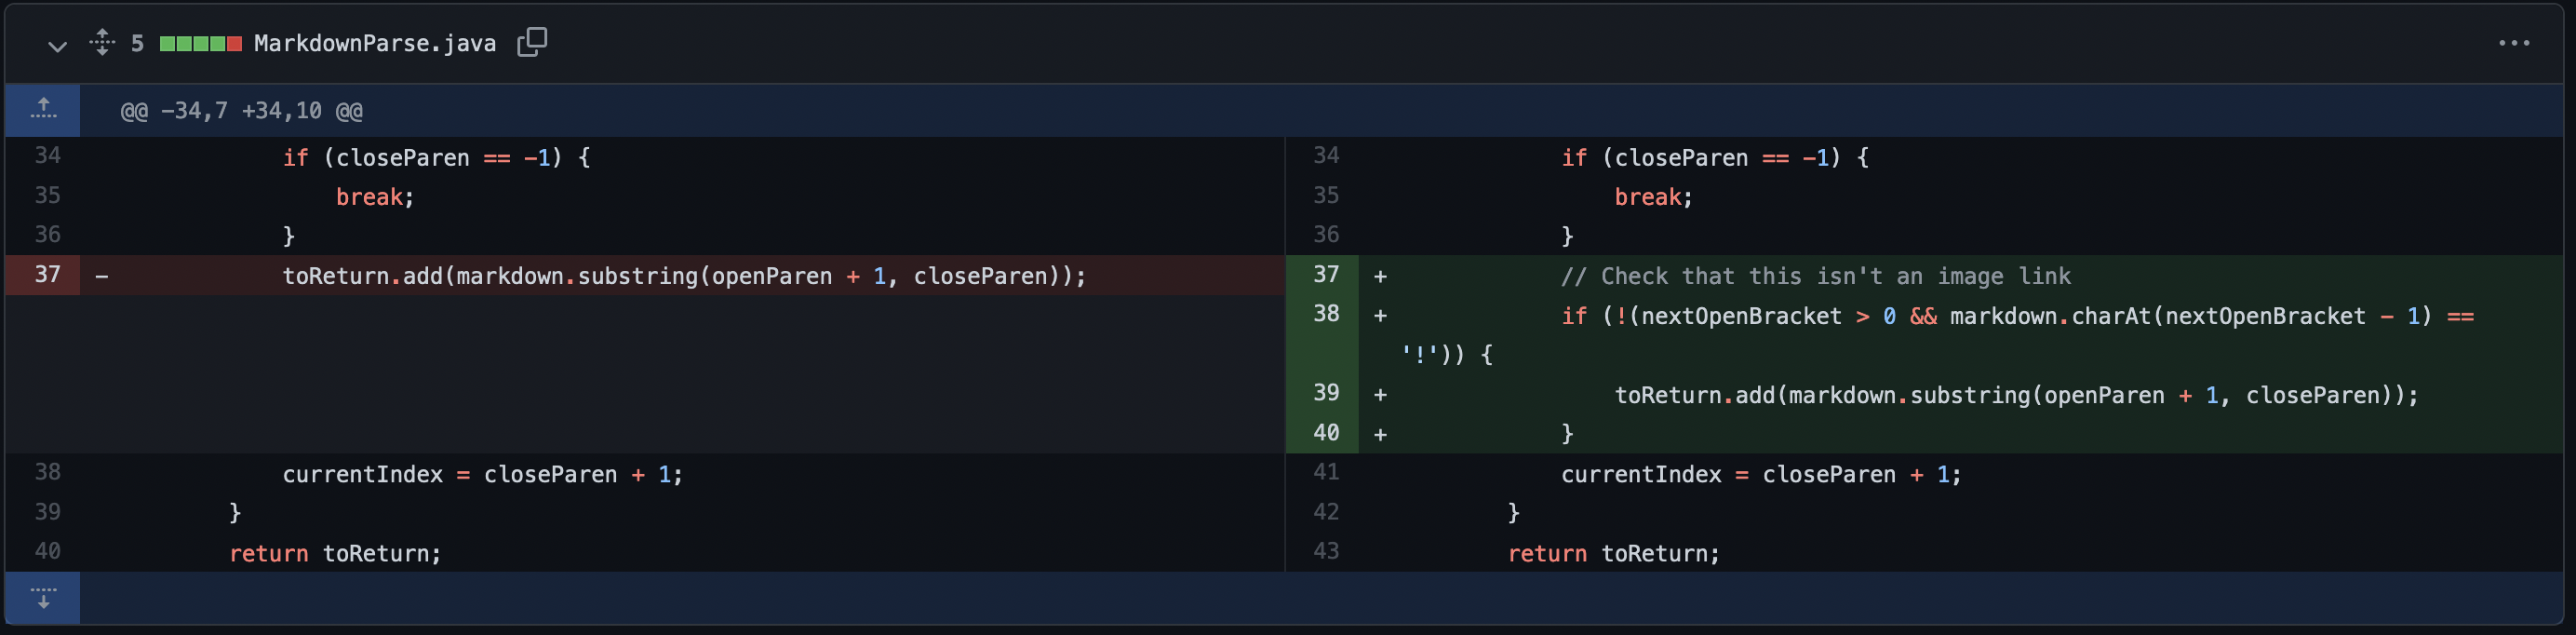 5 MarkdownParse.java
@@ -34,7 +34,10 @@
34 if (closeParen == -1) {
35 break;
36 }
37 - toReturn.add(markdown.substring(openParen + 1, closeParen));
38 currentIndex = closeParen + 1;
39 }
40 return toReturn;
34 if (closeParen == -1) {
35 break;
36 }
37 + // Check that this isn't an image link
38 + if (!(nextOpenBracket > 0 && markdown.charAt(nextOpenBracket - 1) ==
'!')) {
39 + toReturn.add(markdown.substring(openParen + 1, closeParen));
40 + }
41 currentIndex = closeParen + 1;
42 }
43 return toReturn;